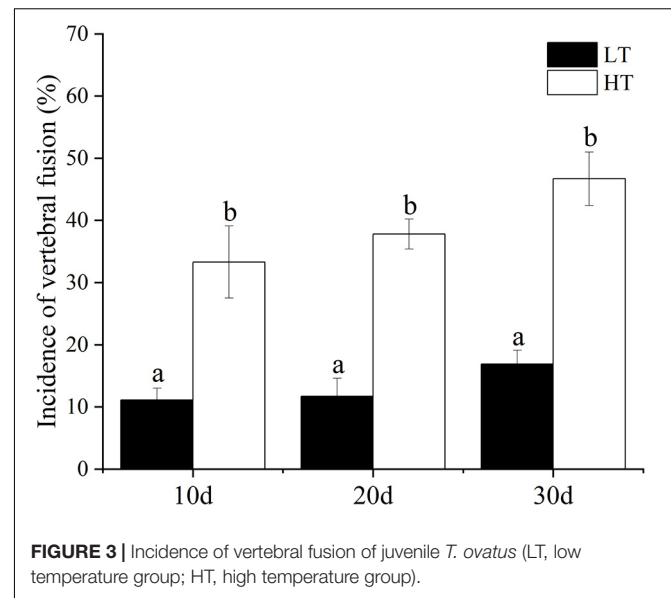 70
60
50
40
30
20
10
0
Incidence of vertebral fusion (%)
LT
HT
a
b
a
b
a
b
10d
20d
30d
FIGURE 3 | Incidence of vertebral fusion of juvenile T. ovatus (LT, low
temperature group; HT, high temperature group).